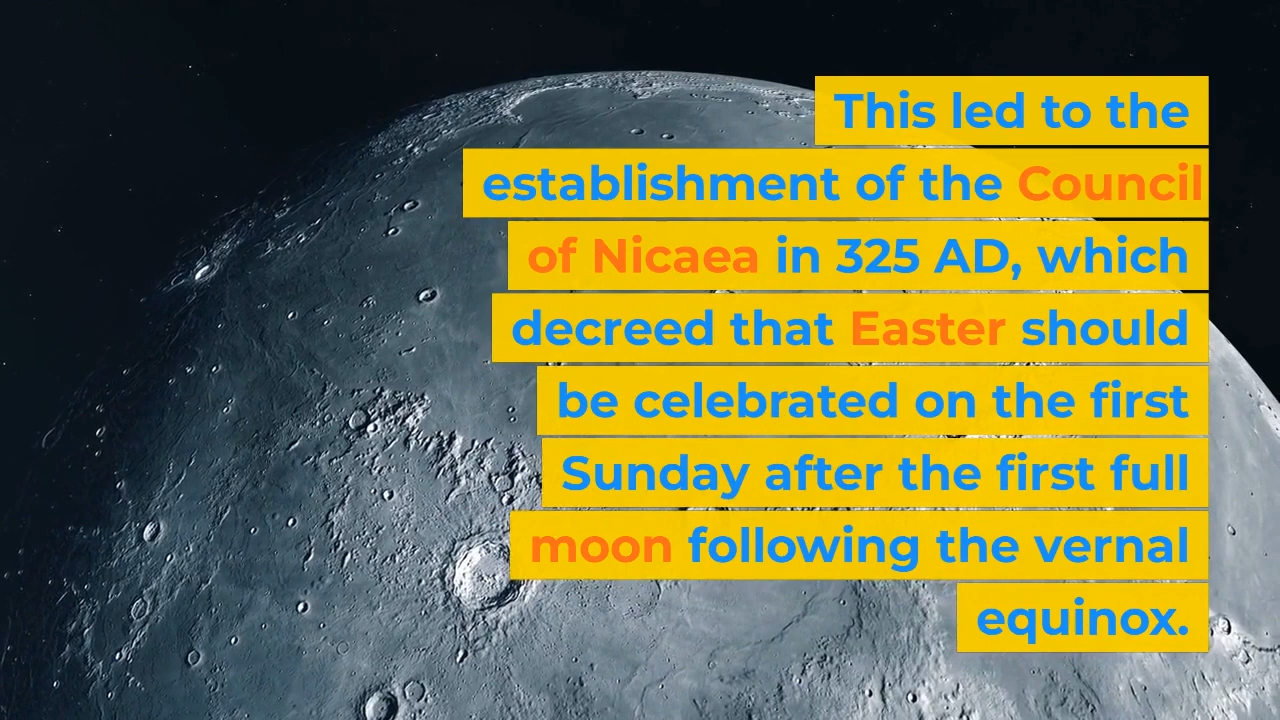 This led to the
establishment of the Council
of Nicaea in 325 AD, which
decreed that Easter should
be celebrated on the first
Sunday after the first full
moon following the vernal
equinox.